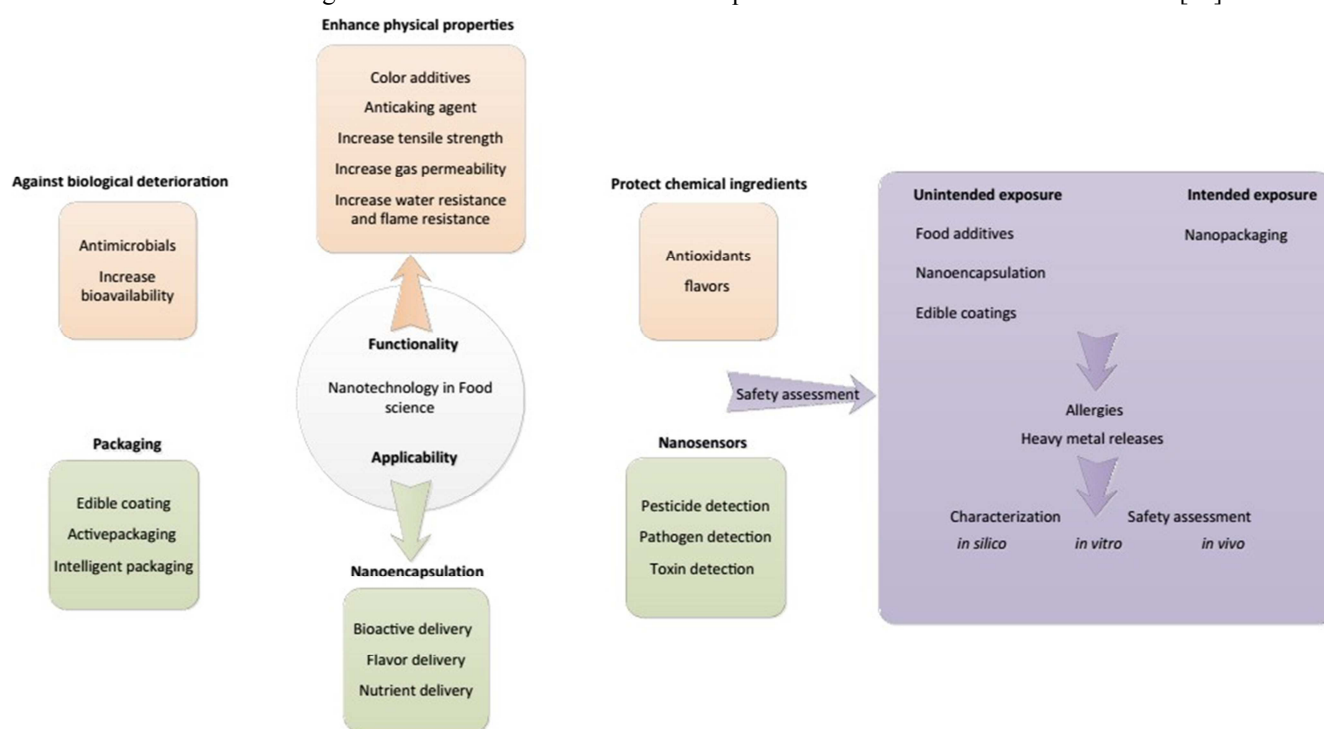 Enhance physical properties
Color additives
Anticaking agent
Increase tensile strength
Increase gas permeability
Increase water resistance
and flame resistance
Against biological deterioration
Antimicrobials
Increase
bioavailability
Protect chemical ingredients
Antioxidants
flavors
Functionality
Nanotechnology in Food
science
Applicability
Safety assessment
Unintended exposure
Intended exposure
Food additives
Nanopackaging
Nanoencapsulation
Edible coatings
Allergies
Heavy metal releases
Characterization
Safety assessment
in silico
in vitro
in vivo
Packaging
Edible coating
Activepackaging
Intelligent packaging
Nanoencapsulation
Bioactive delivery
Flavor delivery
Nutrient delivery
Nanosensors
Pesticide detection
Pathogen detection
Toxin detection